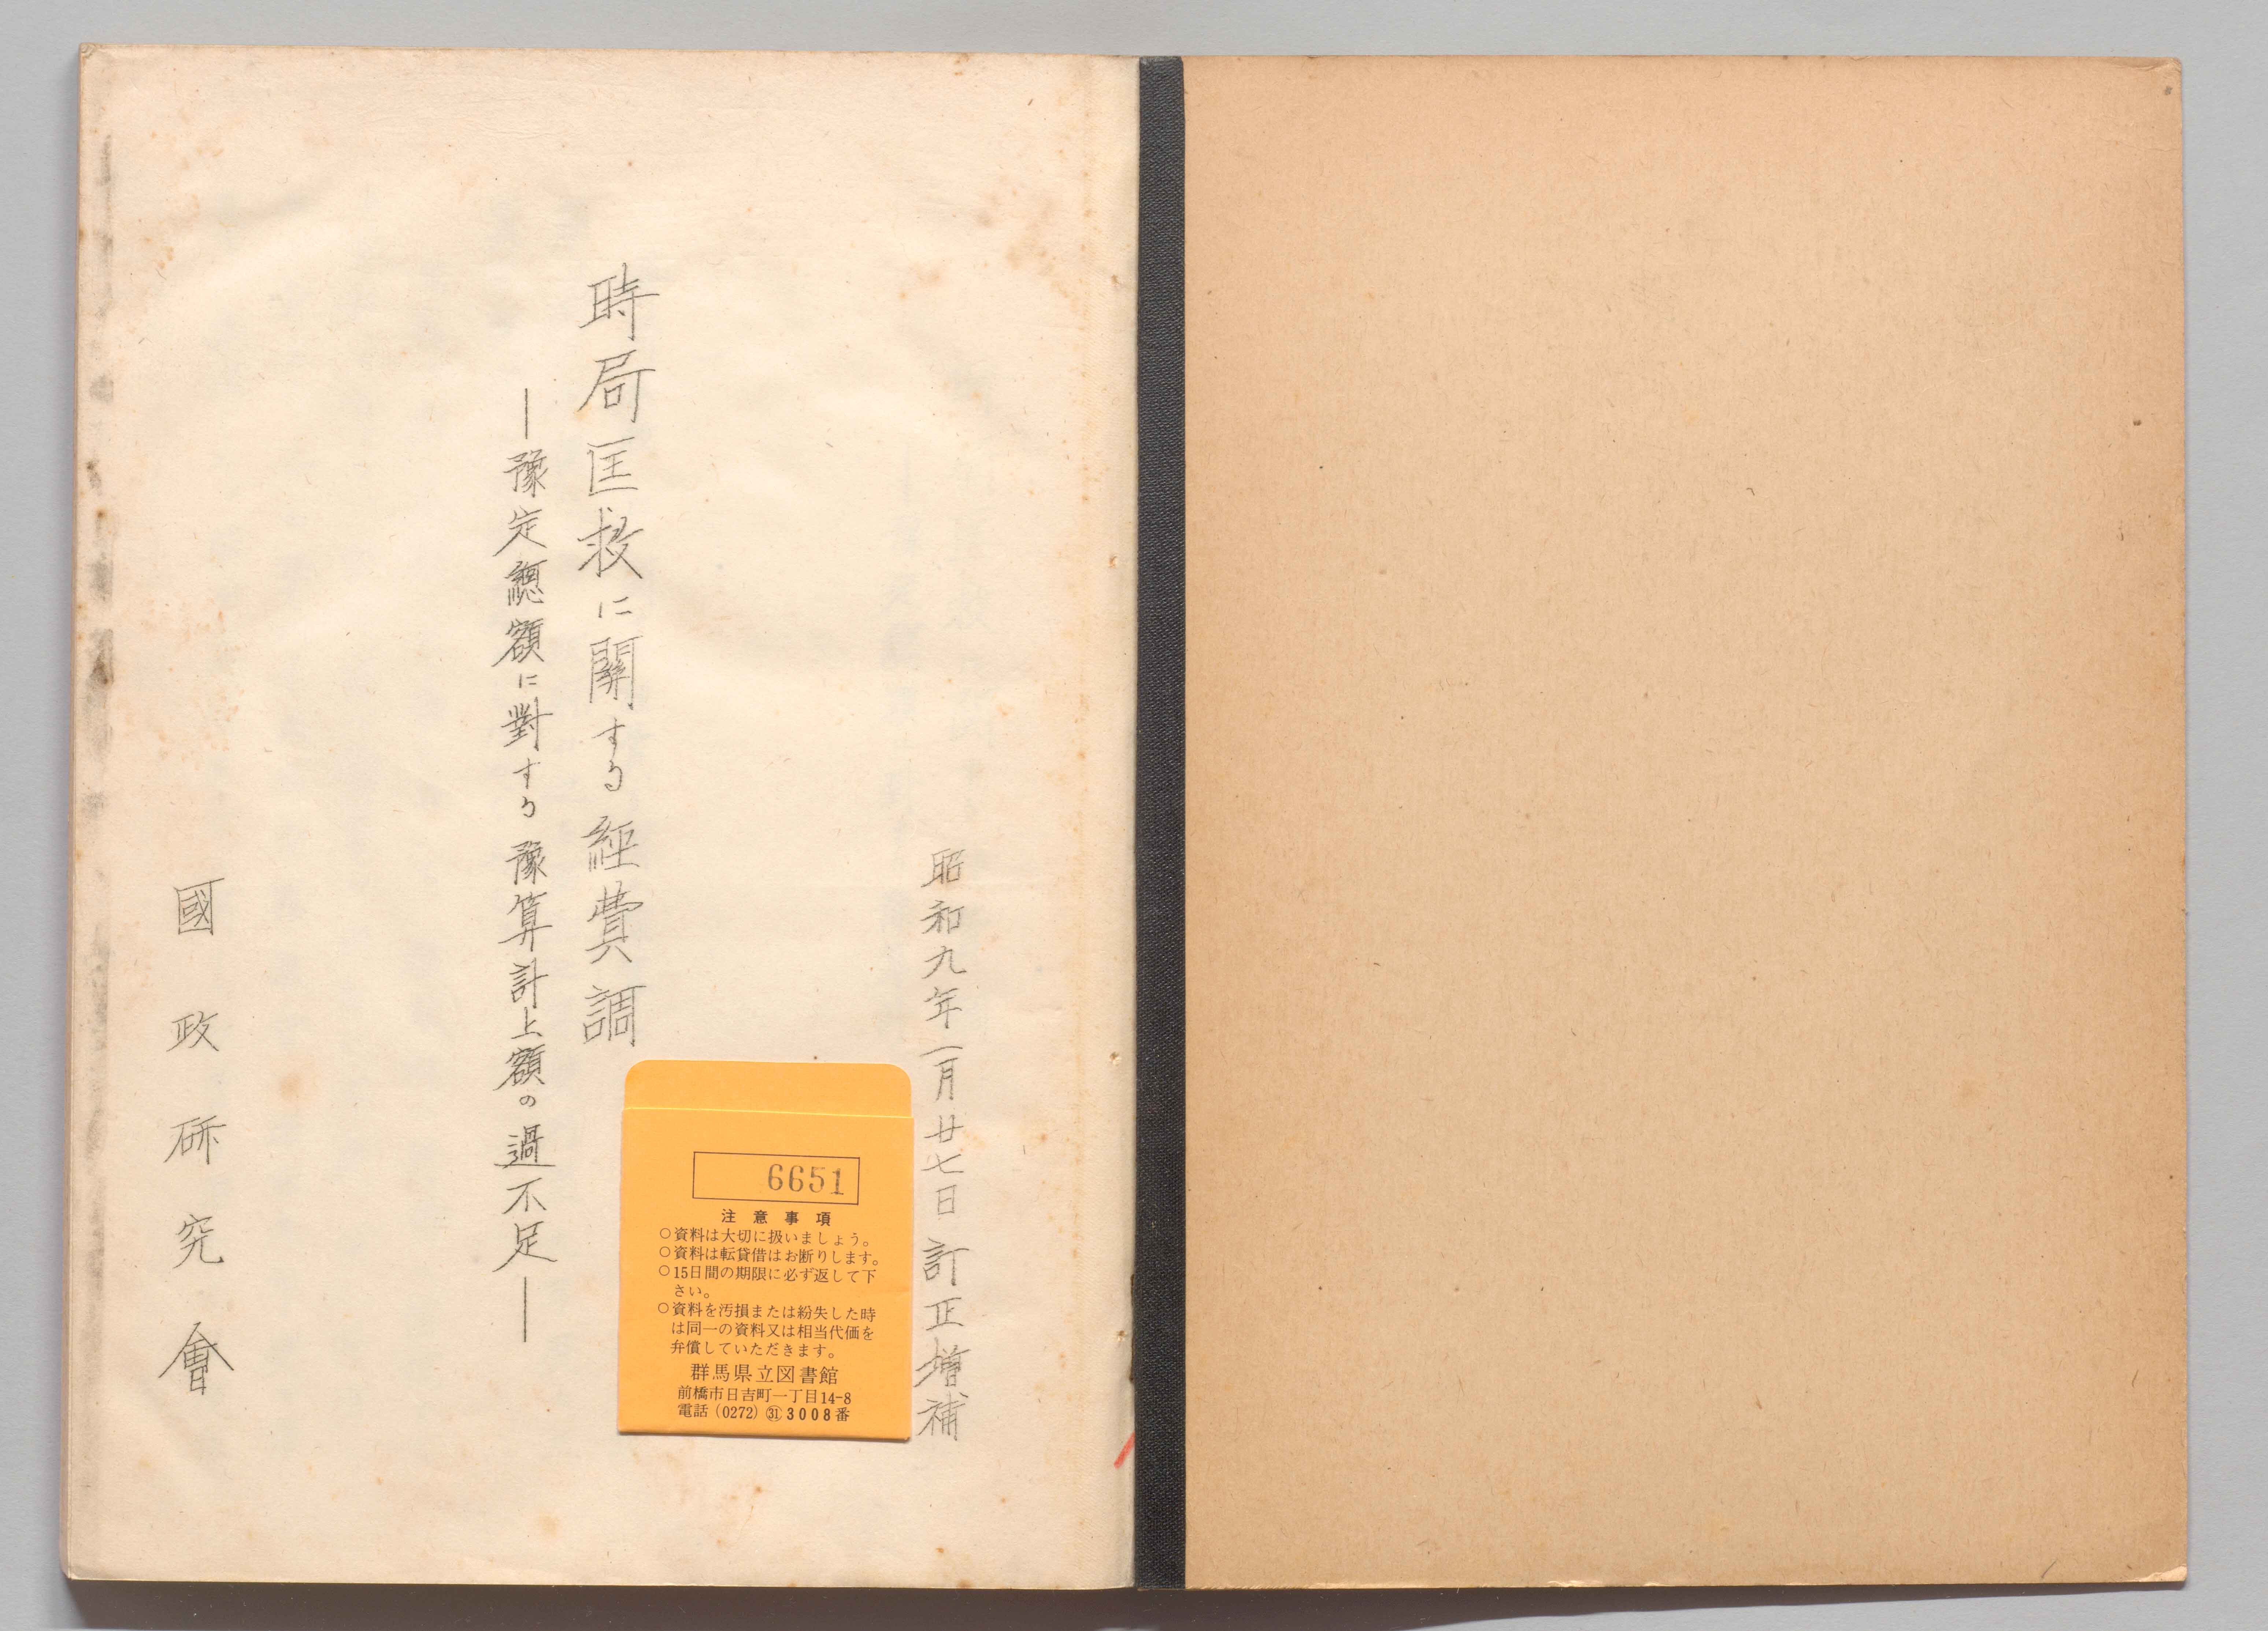 昭和九年一月廿七日訂正增補
時局匡救に關する經費調
―豫定總額に對する豫算計上額の過不足―
國政硏究會
6651
注意事項
○資料は大切に扱いましょう。
○資料は転貸借はお断りします。
○15日間の期限に必ず返して下
さい。
○資料を汚損または紛失した時
は同一の資料又は相当代価を
弁償していただきます。
群馬県立図書館
前橋市日吉町一丁目14-8
電話(0272)㉛3008番